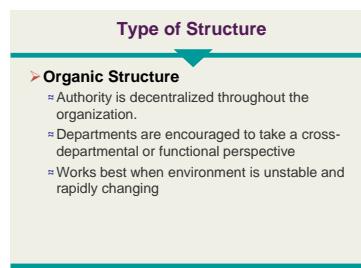 Type of Structure
➢Organic Structure
≈Authority is decentralized throughout the
organization.
≈Departments are encouraged to take a cross-
departmental or functional perspective
≈Works best when environment is unstable and
rapidly changing